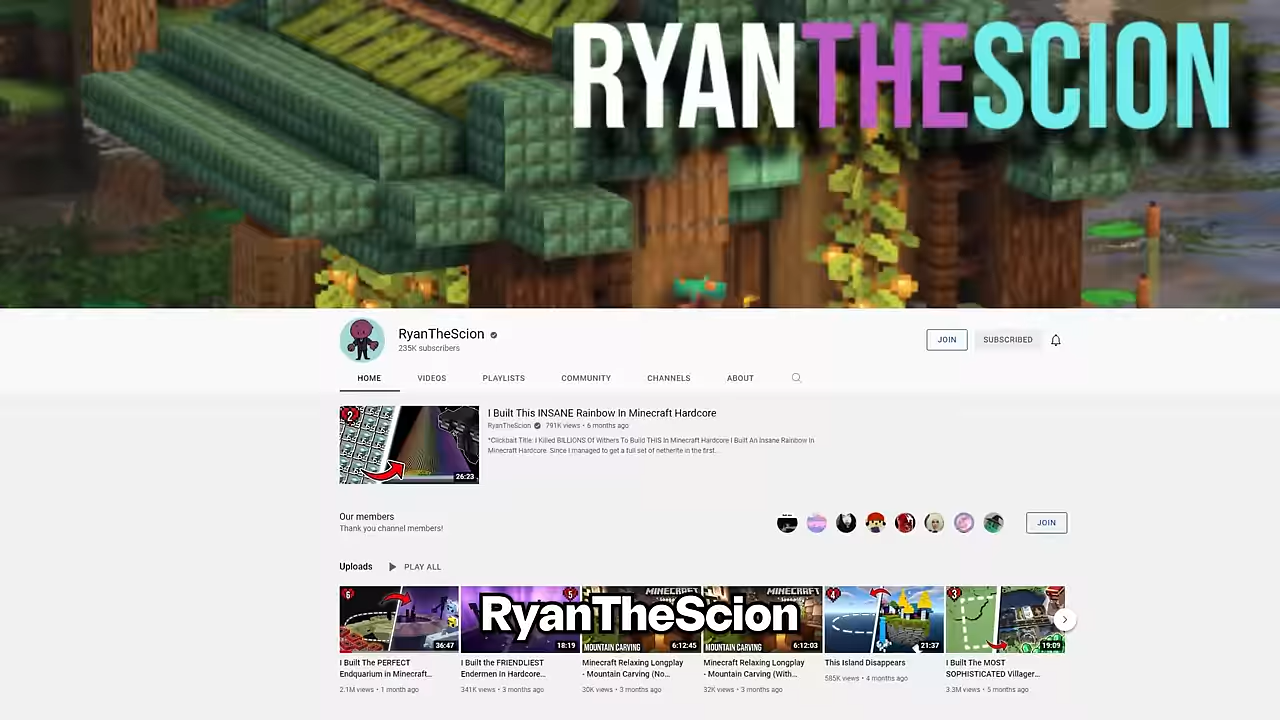 RYANTHESCION
RyanTheScion
235K subscribers
JOIN
SUBSCRIBED
HOME
VIDEOS
PLAYLISTS
COMMUNITY
CHANNELS
ABOUT
2
26:23
I Built This INSANE Rainbow In Minecraft Hardcore
RyanTheScion 791K views • 6 months ago
*Clickbait Title: I Killed BILLIONS Of Withers To Build THIS In Minecraft Hardcore I Built An Insane Rainbow In
Minecraft Hardcore. Since I managed to get a full set of netherite in the first...
Our members
Thank you channel members!
JOIN
Uploads
PLAY ALL
6
36:47
5
18:19
MINECRAFT
MOUNTAIN CARVING
6:12:45
MINECRAFT
MOUNTAIN CARVING
6:12:03
4
21:37
3
19:09
RyanTheScion
I Built The PERFECT
Endquarium in Minecraft...
2.1M views • 1 month ago
I Built the FRIENDLIEST
Endermen In Hardcore...
341K views • 3 months ago
Minecraft Relaxing Longplay
- Mountain Carving (No...
30K views • 3 months ago
Minecraft Relaxing Longplay
- Mountain Carving (With...
32K views • 3 months ago
This Island Disappears
585K views • 4 months ago
I Built The MOST
SOPHISTICATED Villager...
3.3M views • 5 months ago